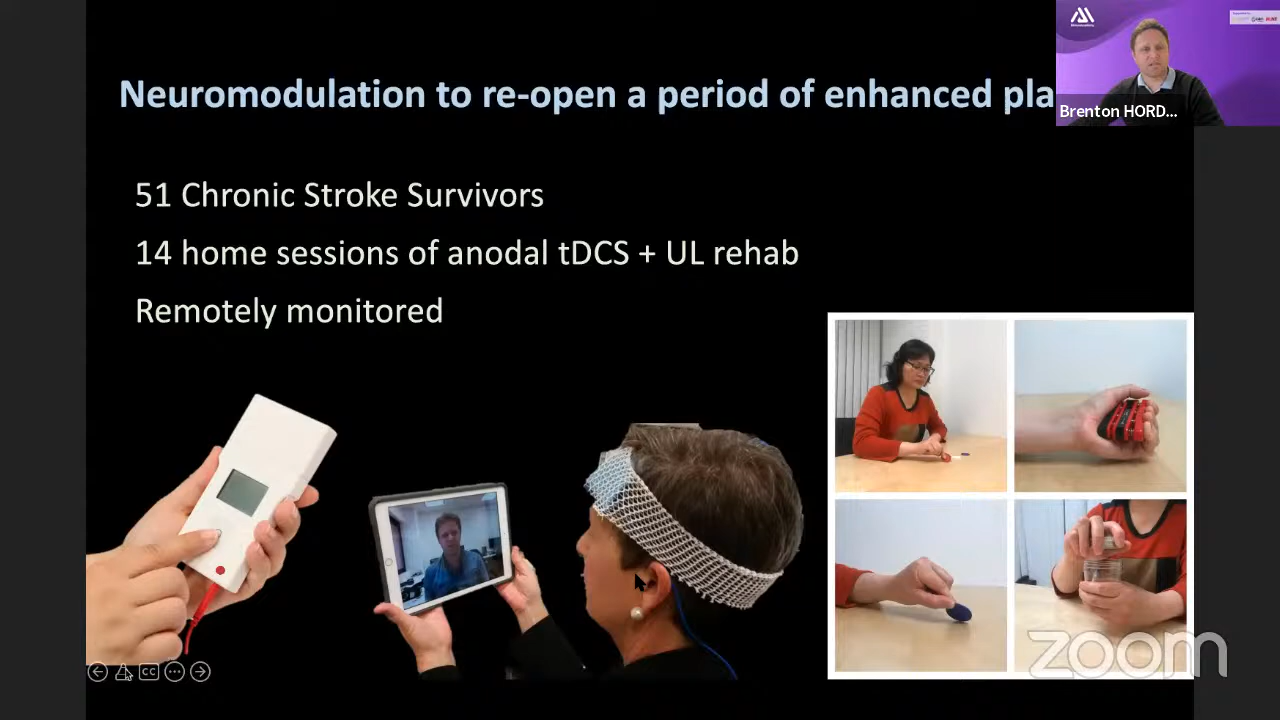 Neuromodulation to re-open a period of enhanced pla
Brenton HORD...
51 Chronic Stroke Survivors
14 home sessions of anodal tDCS + UL rehab
Remotely monitored
CC
zoom